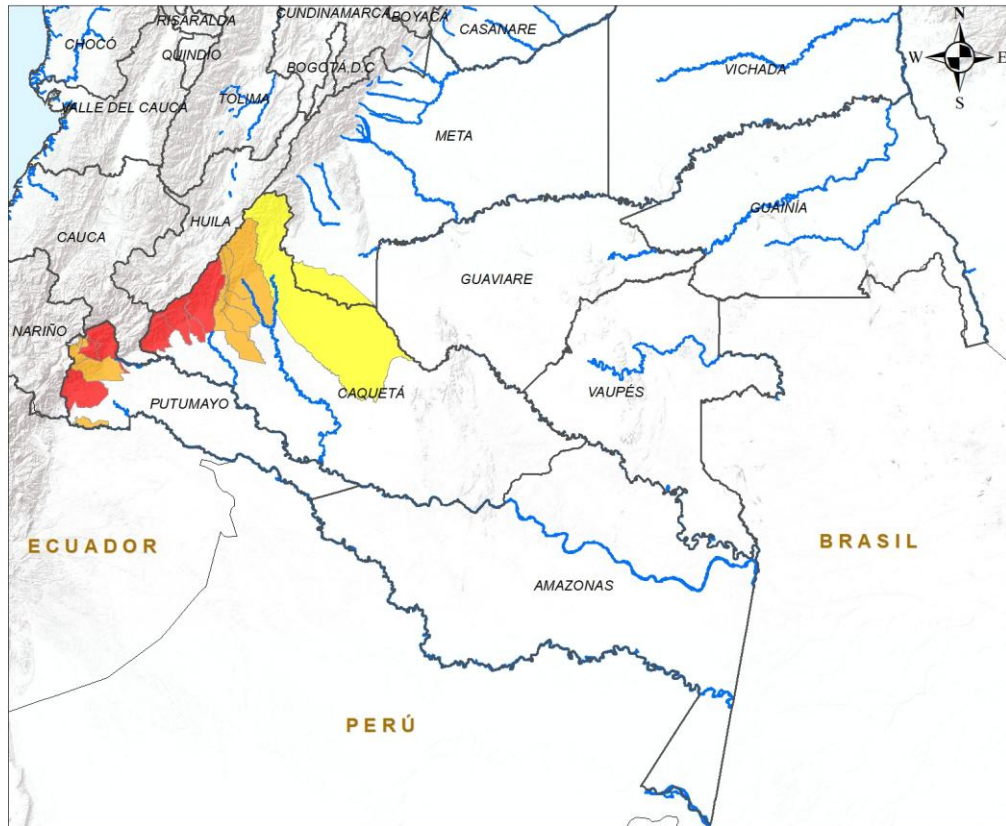 CUNDINAMARCA
BOYACÁ
RISARALDA
N
CASANARE
CHOCÓ
QUINDÍO
BOGOTÁ D.C
W
E
VICHADA
TOLIMA
VALLE DEL CAUCA
S
META
GUAINÍA
HUILA
CAUCA
GUAVIARE
NARIÑO
CAQUETÁ
VAUPÉS
PUTUMAYO
ECUADOR
BRASIL
AMAZONAS
PERÚ